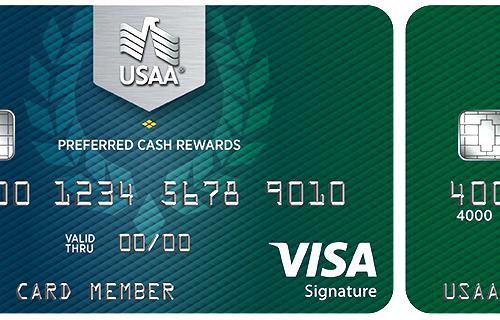 USAA®
PREFERRED CASH REWARDS
00 1234 5678 9010
VALID
THRU
00/00
VISA
Signature
CARD MEMBER
400
4000
USAA